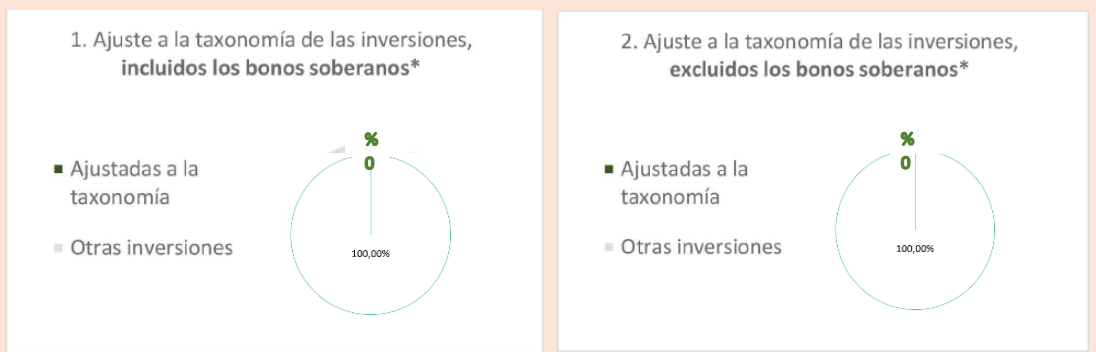 1. Ajuste a la taxonomía de las inversiones,
incluidos los bonos soberanos*
%
0
Ajustadas a la
taxonomía
Otras inversiones
100,00%
2. Ajuste a la taxonomía de las inversiones,
excluidos los bonos soberanos*
%
0
Ajustadas a la
taxonomía
Otras inversiones
100,00%